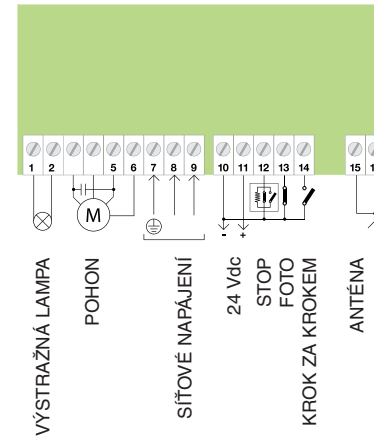 1 2 5 6 7 8 9 10 11 12 13 14 15
M
- +
VÝSTRAŽNÁ LAMPA
POHON
SÍŤOVÉ NAPÁJENÍ
24 Vdc
STOP
FOTO
KROK ZA KROKEM
ANTÉNA